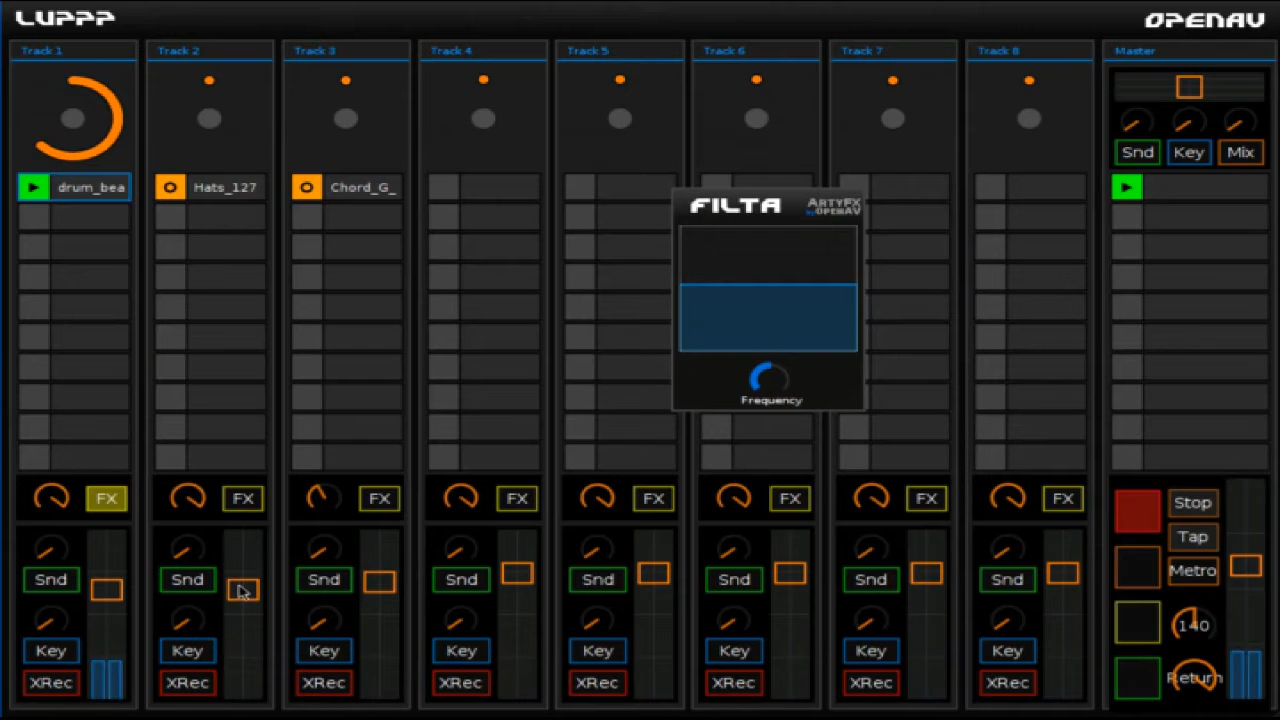 LUPPP OPENAV
Track 1 Track 2 Track 3 Track 4 Track 5 Track 6 Track 7 Track 8 Master
Snd Key Mix
drum_bea Hats_127 Chord_G_
FILTA ARTYFX
by OPENAV
Frequency
FX FX FX FX FX FX FX FX Stop
Tap
Metro
Snd Snd Snd Snd Snd Snd Snd Snd
140
Key Key Key Key Key Key Key Key
XRec XRec XRec XRec XRec XRec XRec XRec Return